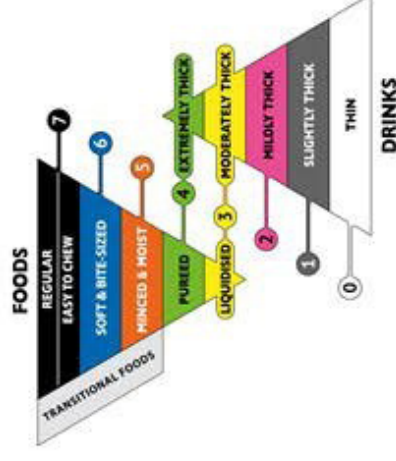 FOODS
7
REGULAR
EASY TO CHEW
6
SOFT & BITE-SIZED
5
MINCED & MOIST
TRANSITIONAL FOODS
PUREED
4
EXTREMELY THICK
LIQUIDISED
3
MODERATELY THICK
2
MILDLY THICK
1
SLIGHTLY THICK
0
THIN
DRINKS